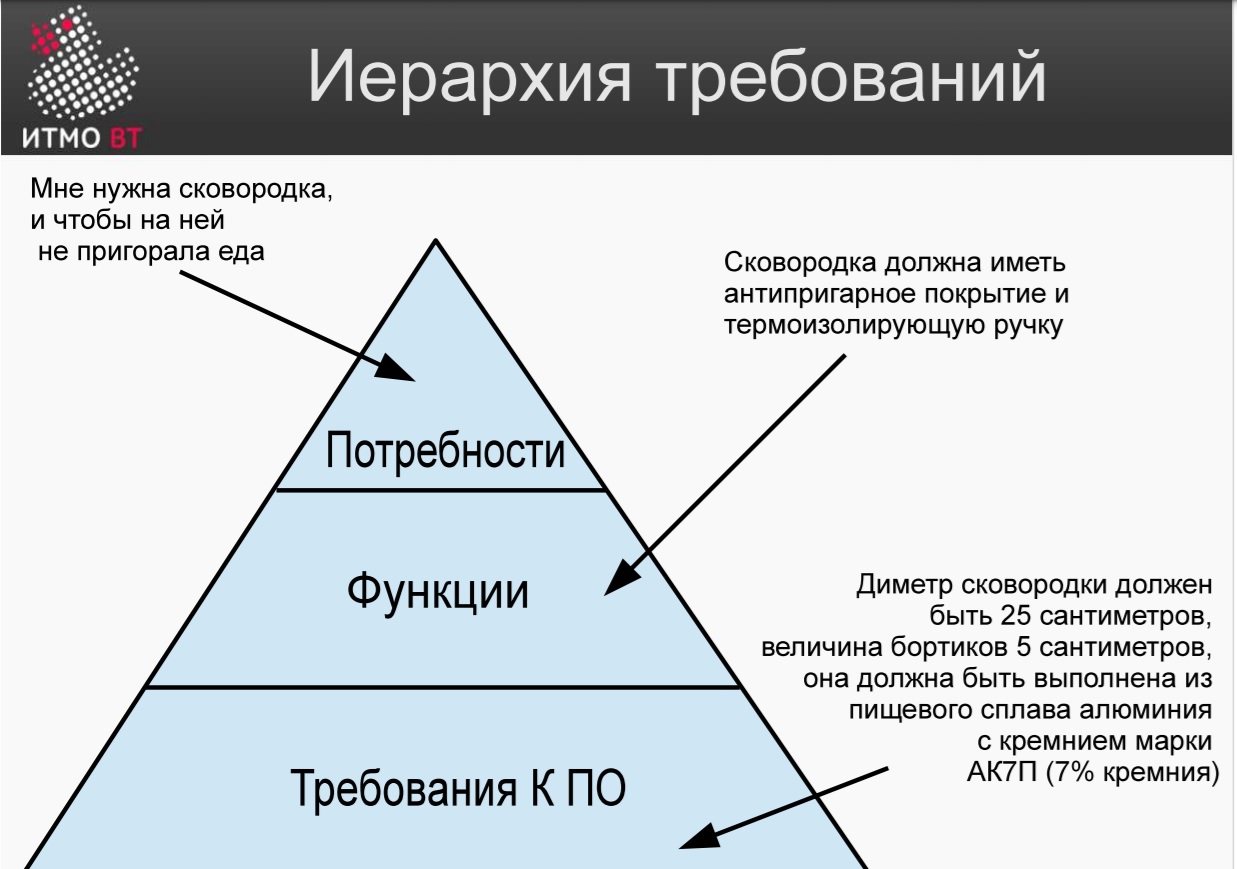 ИТМО ВТ
Иерархия требований
Мне нужна сковородка,
и чтобы на ней
не пригорала еда
Сковородка должна иметь
антипригарное покрытие и
термоизолирующую ручку
Потребности
Функции
Диметр сковородки должен
быть 25 сантиметров,
величина бортиков 5 сантиметров,
она должна быть выполнена из
пищевого сплава алюминия
с кремнием марки
АК7П (7% кремния)
Требования К ПО